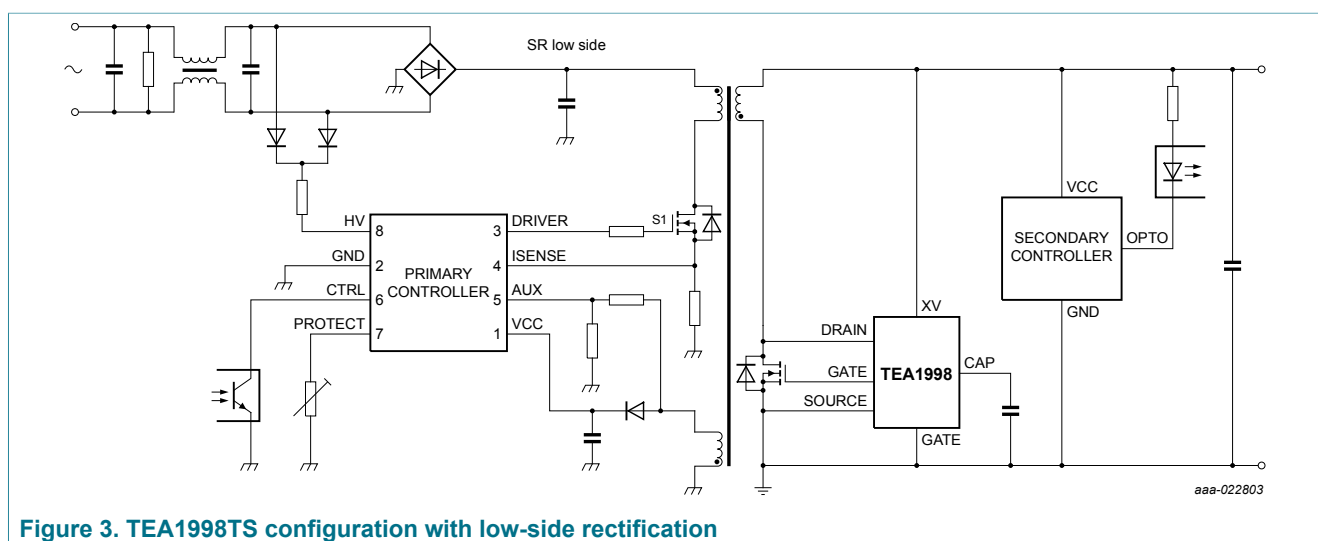 SR low side
HV
8
GND
2
CTRL
6
PROTECT
7
PRIMARY
CONTROLLER
3
DRIVER
4
ISENSE
5
AUX
1
VCC
S1
DRAIN
GATE
SOURCE
XV
TEA1998
CAP
GATE
VCC
SECONDARY
CONTROLLER
OPTO
GND
aaa-022803
Figure 3. TEA1998TS configuration with low-side rectification